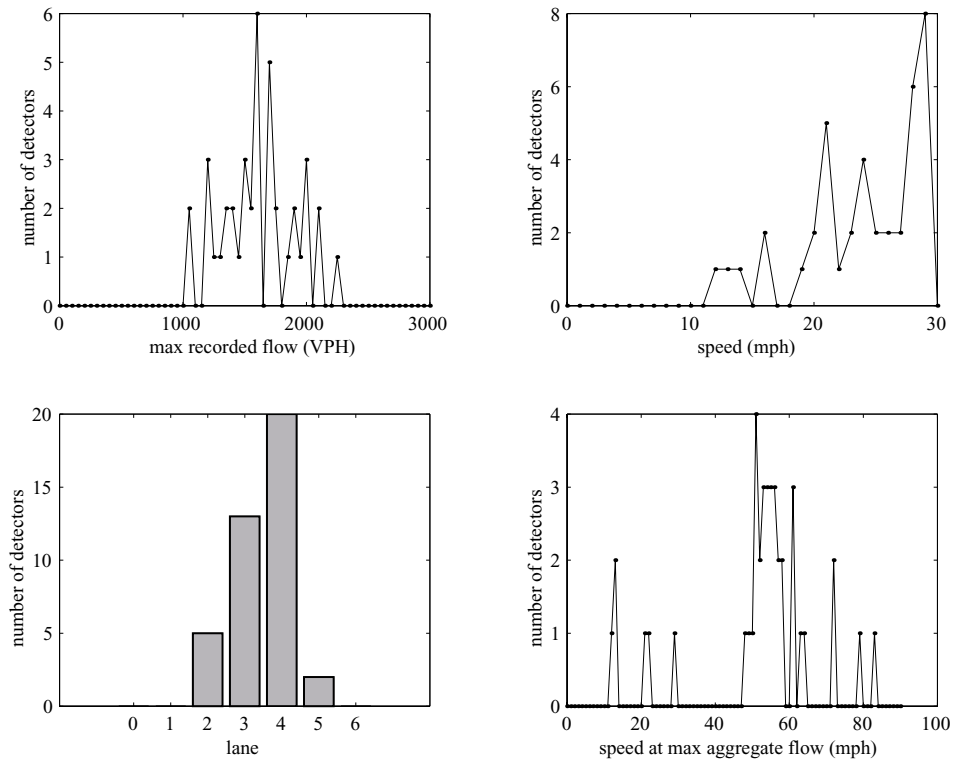 number of detectors
6
5
4
3
2
1
0
0 1000 2000 3000
max recorded flow (VPH)
number of detectors
8
6
4
2
0
0 10 20 30
speed (mph)
number of detectors
20
15
10
5
0
0 1 2 3 4 5 6
lane
number of detectors
4
3
2
1
0
0 20 40 60 80 100
speed at max aggregate flow (mph)